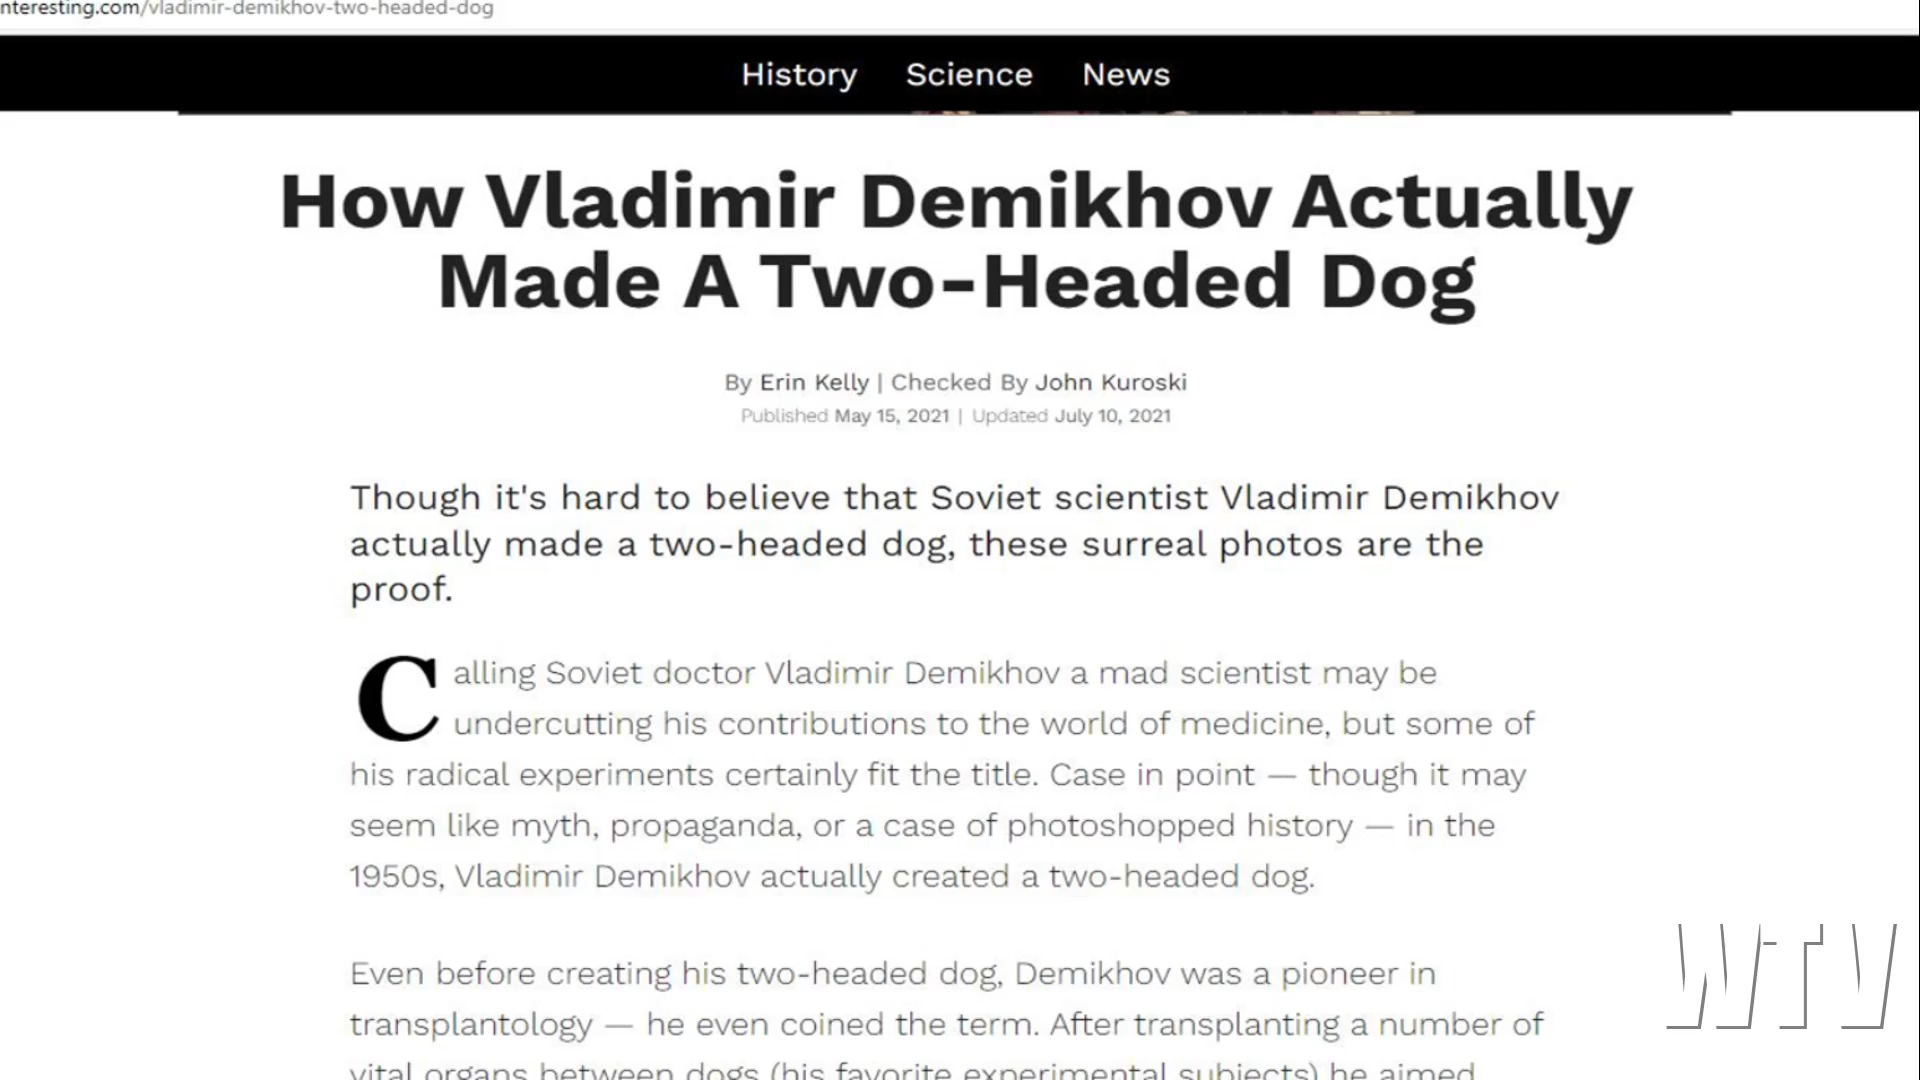 nteresting.com/vladimir-demikhov-two-headed-dog
History Science News
How Vladimir Demikhov Actually
Made A Two-Headed Dog
By Erin Kelly | Checked By John Kuroski
Published May 15, 2021 | Updated July 10, 2021
Though it's hard to believe that Soviet scientist Vladimir Demikhov
actually made a two-headed dog, these surreal photos are the
proof.
Calling Soviet doctor Vladimir Demikhov a mad scientist may be
undercutting his contributions to the world of medicine, but some of
his radical experiments certainly fit the title. Case in point — though it may
seem like myth, propaganda, or a case of photoshopped history — in the
1950s, Vladimir Demikhov actually created a two-headed dog.
Even before creating his two-headed dog, Demikhov was a pioneer in
transplantology — he even coined the term. After transplanting a number of
vital organs between dogs (his favorite experimental subjects) he aimed
WTV